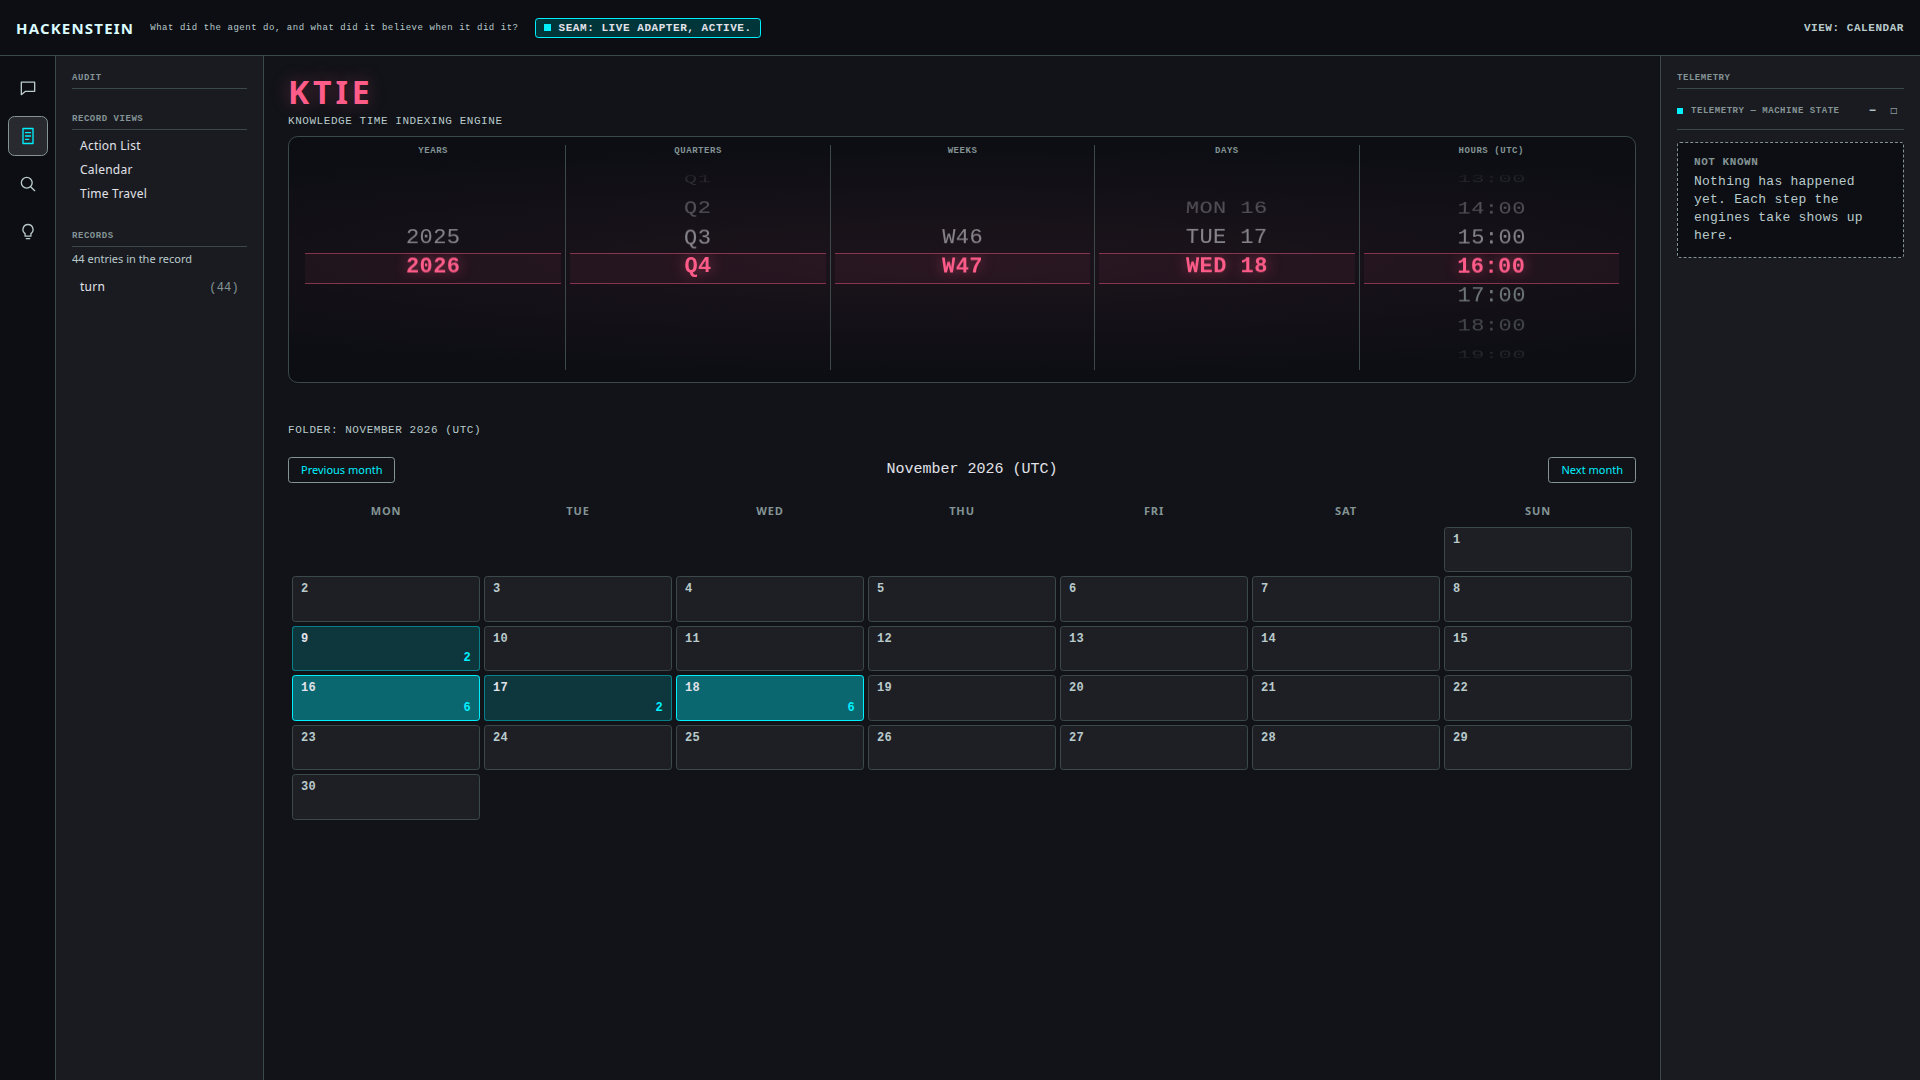 HACKENSTEIN
What did the agent do, and what did it believe when it did it?
SEAM: LIVE ADAPTER, ACTIVE.
VIEW: CALENDAR
AUDIT
RECORD VIEWS
Action List
Calendar
Time Travel
RECORDS
44 entries in the record
turn (44)
KTIE
KNOWLEDGE TIME INDEXING ENGINE
YEARS QUARTERS WEEKS DAYS HOURS (UTC)
Q1 13:00
Q2 MON 16 14:00
2025 Q3 W46 TUE 17 15:00
2026 Q4 W47 WED 18 16:00
17:00
18:00
19:00
FOLDER: NOVEMBER 2026 (UTC)
Previous month November 2026 (UTC) Next month
MON TUE WED THU FRI SAT SUN
1
2 3 4 5 6 7 8
9 10 11 12 13 14 15
2
16 17 18 19 20 21 22
6 2 6
23 24 25 26 27 28 29
30
TELEMETRY
TELEMETRY — MACHINE STATE
NOT KNOWN
Nothing has happened
yet. Each step the
engines take shows up
here.